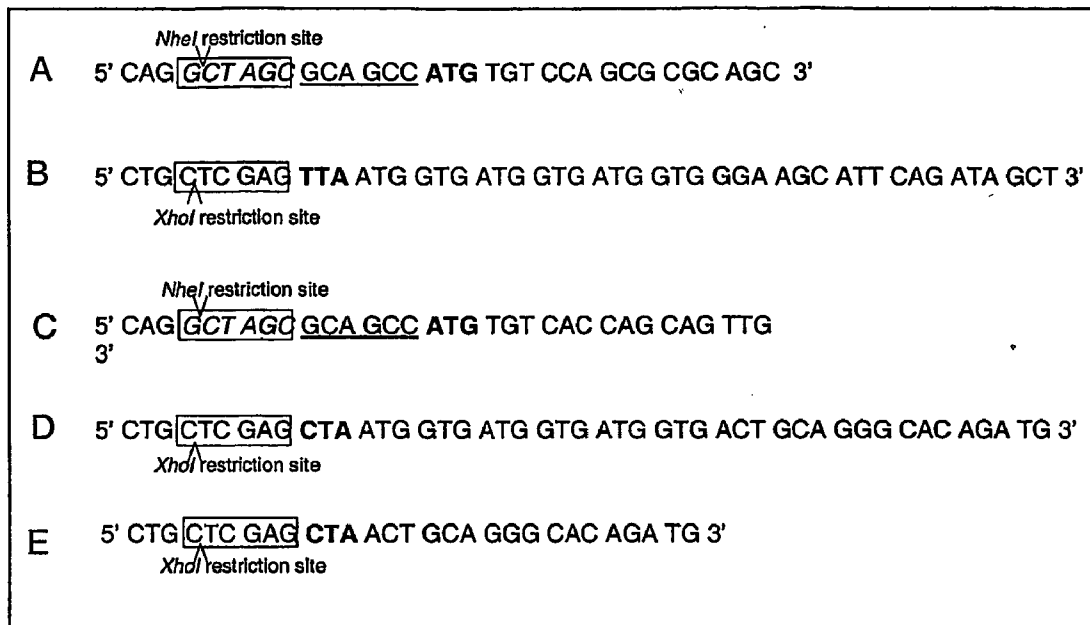 NheI restriction site
A 5' CAG GCT AGC GCA GCC ATG TGT CCA GCG CGC AGC 3'
B 5' CTG CTC GAG TTA ATG GTG ATG GTG ATG GTG GGA AGC ATT CAG ATA GCT 3'
XhoI restriction site
NheI restriction site
C 5' CAG GCT AGC GCA GCC ATG TGT CAC CAG CAG TTG
3'
D 5' CTG CTC GAG CTA ATG GTG ATG GTG ATG GTG ACT GCA GGG CAC AGA TG 3'
XhoI restriction site
E 5' CTG CTC GAG CTA ACT GCA GGG CAC AGA TG 3'
XhoI restriction site